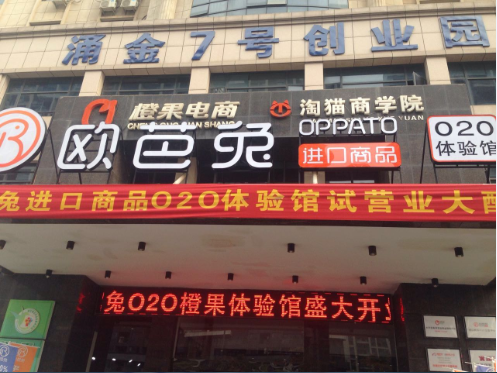 涌金7号创业园
橙果电商
CHENG GUO DIAN SHANG
淘猫商学院
欧巴兔
OPPATO
进口商品
O2O
体验馆
兔进口商品O2O体验馆试营业大酬
兔O2O橙果体验馆盛大开业